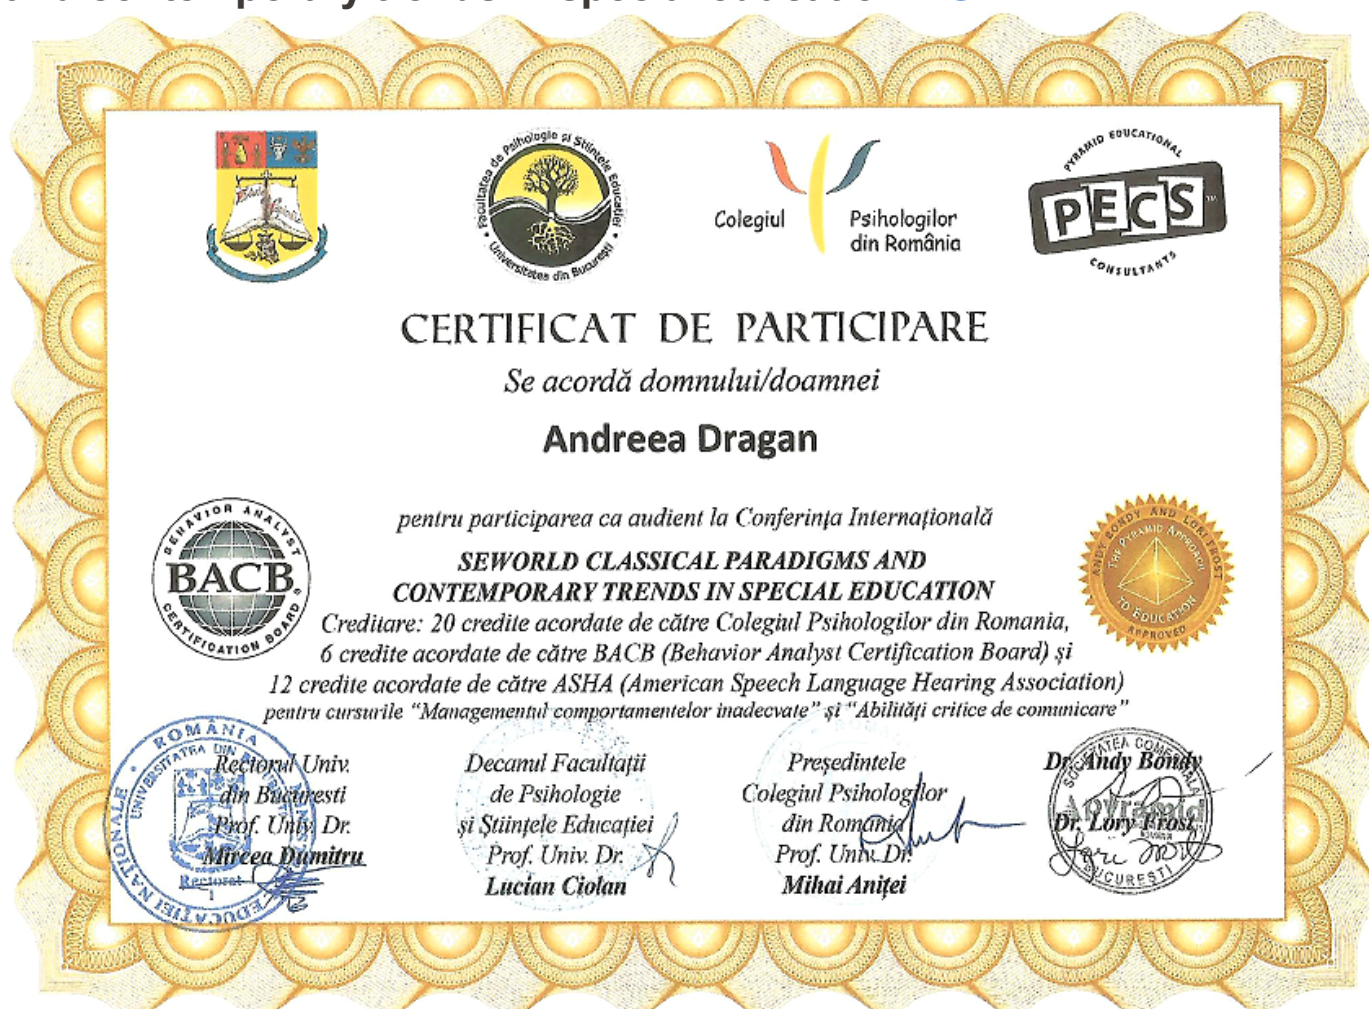 Facultatea de Psihologie și Științele Educației • Universitatea din București •
Colegiul Psihologilor
din România
PYRAMID EDUCATIONAL
PECS™
CONSULTANTS
CERTIFICAT DE PARTICIPARE
Se acordă domnului/doamnei
Andreea Dragan
BEHAVIOR ANALYST
BACB®
CERTIFICATION BOARD
pentru participarea ca audient la Conferința Internațională
SEWORLD CLASSICAL PARADIGMS AND
CONTEMPORARY TRENDS IN SPECIAL EDUCATION
Creditare: 20 credite acordate de către Colegiul Psihologilor din Romania,
6 credite acordate de către BACB (Behavior Analyst Certification Board) și
12 credite acordate de către ASHA (American Speech Language Hearing Association)
pentru cursurile “Managementul comportamentelor inadecvate” și “Abilități critice de comunicare”
ANDY BONDY AND LORI FROST
THE PYRAMID APPROACH
TO EDUCATION
APPROVED
Rectorul Univ.
din Bucuresti
Prof. Univ. Dr.
Mircea Dumitru
Rectorat
1
ROMÂNIA
Decanul Facultații
de Psihologie
și Științele Educației
Prof. Univ. Dr.
Lucian Ciolan
Președintele
Colegiul Psihologilor
din Romania
Prof. Univ. Dr.
Mihai Aniței
Dr. Andy Bondy
Dr. Lory Frost
BUCUREȘTI